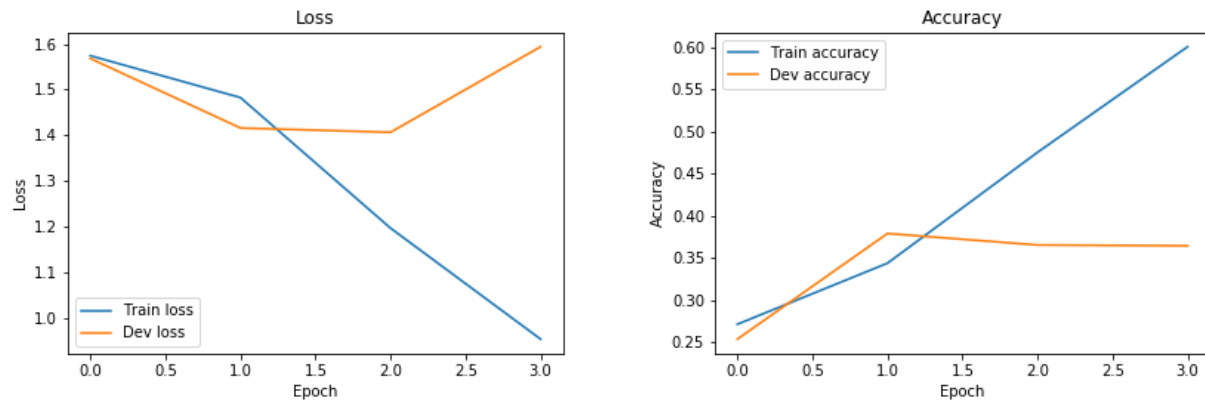 Loss
1.6
1.5
1.4
1.3
1.2
1.1
1.0
Loss
Train loss
Dev loss
0.0 0.5 1.0 1.5 2.0 2.5 3.0
Epoch
Accuracy
0.60
0.55
0.50
0.45
0.40
0.35
0.30
0.25
Accuracy
Train accuracy
Dev accuracy
0.0 0.5 1.0 1.5 2.0 2.5 3.0
Epoch